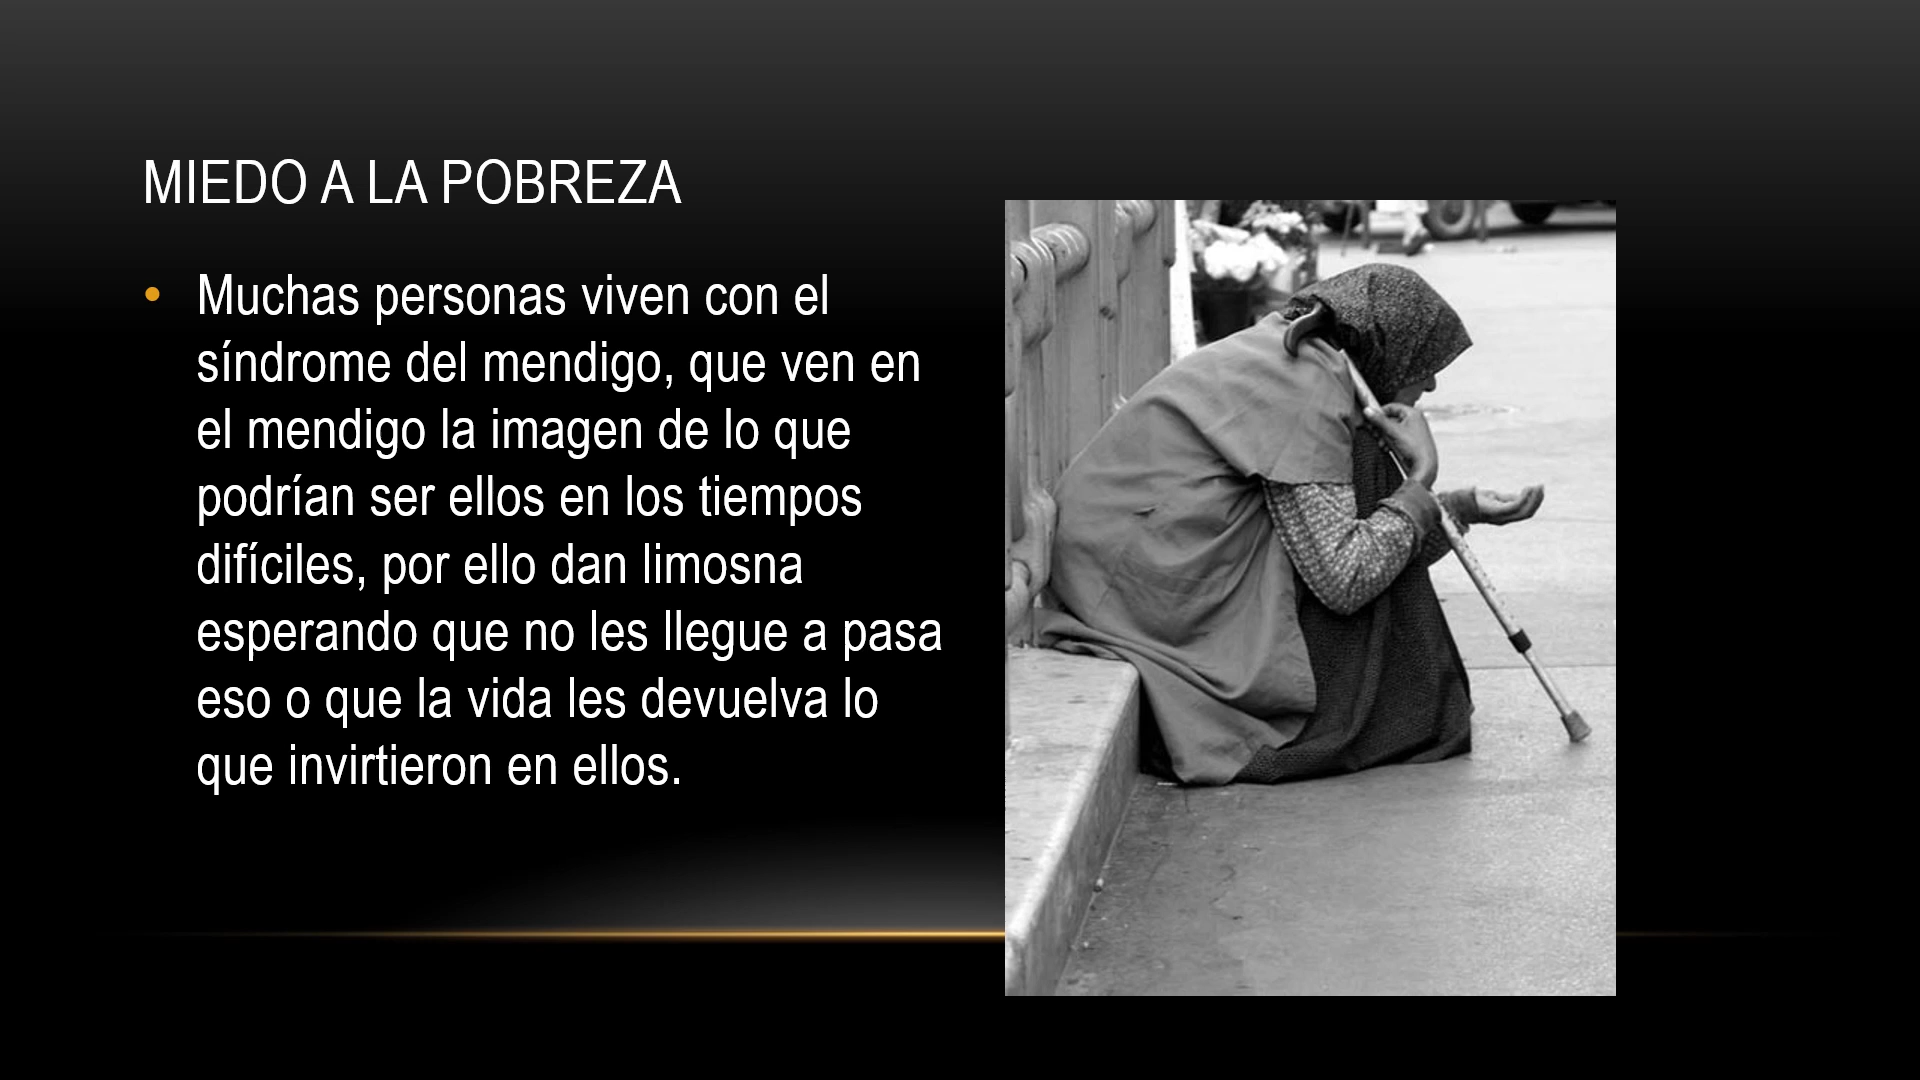 MIEDO A LA POBREZA
• Muchas personas viven con el
síndrome del mendigo, que ven en
el mendigo la imagen de lo que
podrían ser ellos en los tiempos
difíciles, por ello dan limosna
esperando que no les llegue a pasa
eso o que la vida les devuelva lo
que invirtieron en ellos.